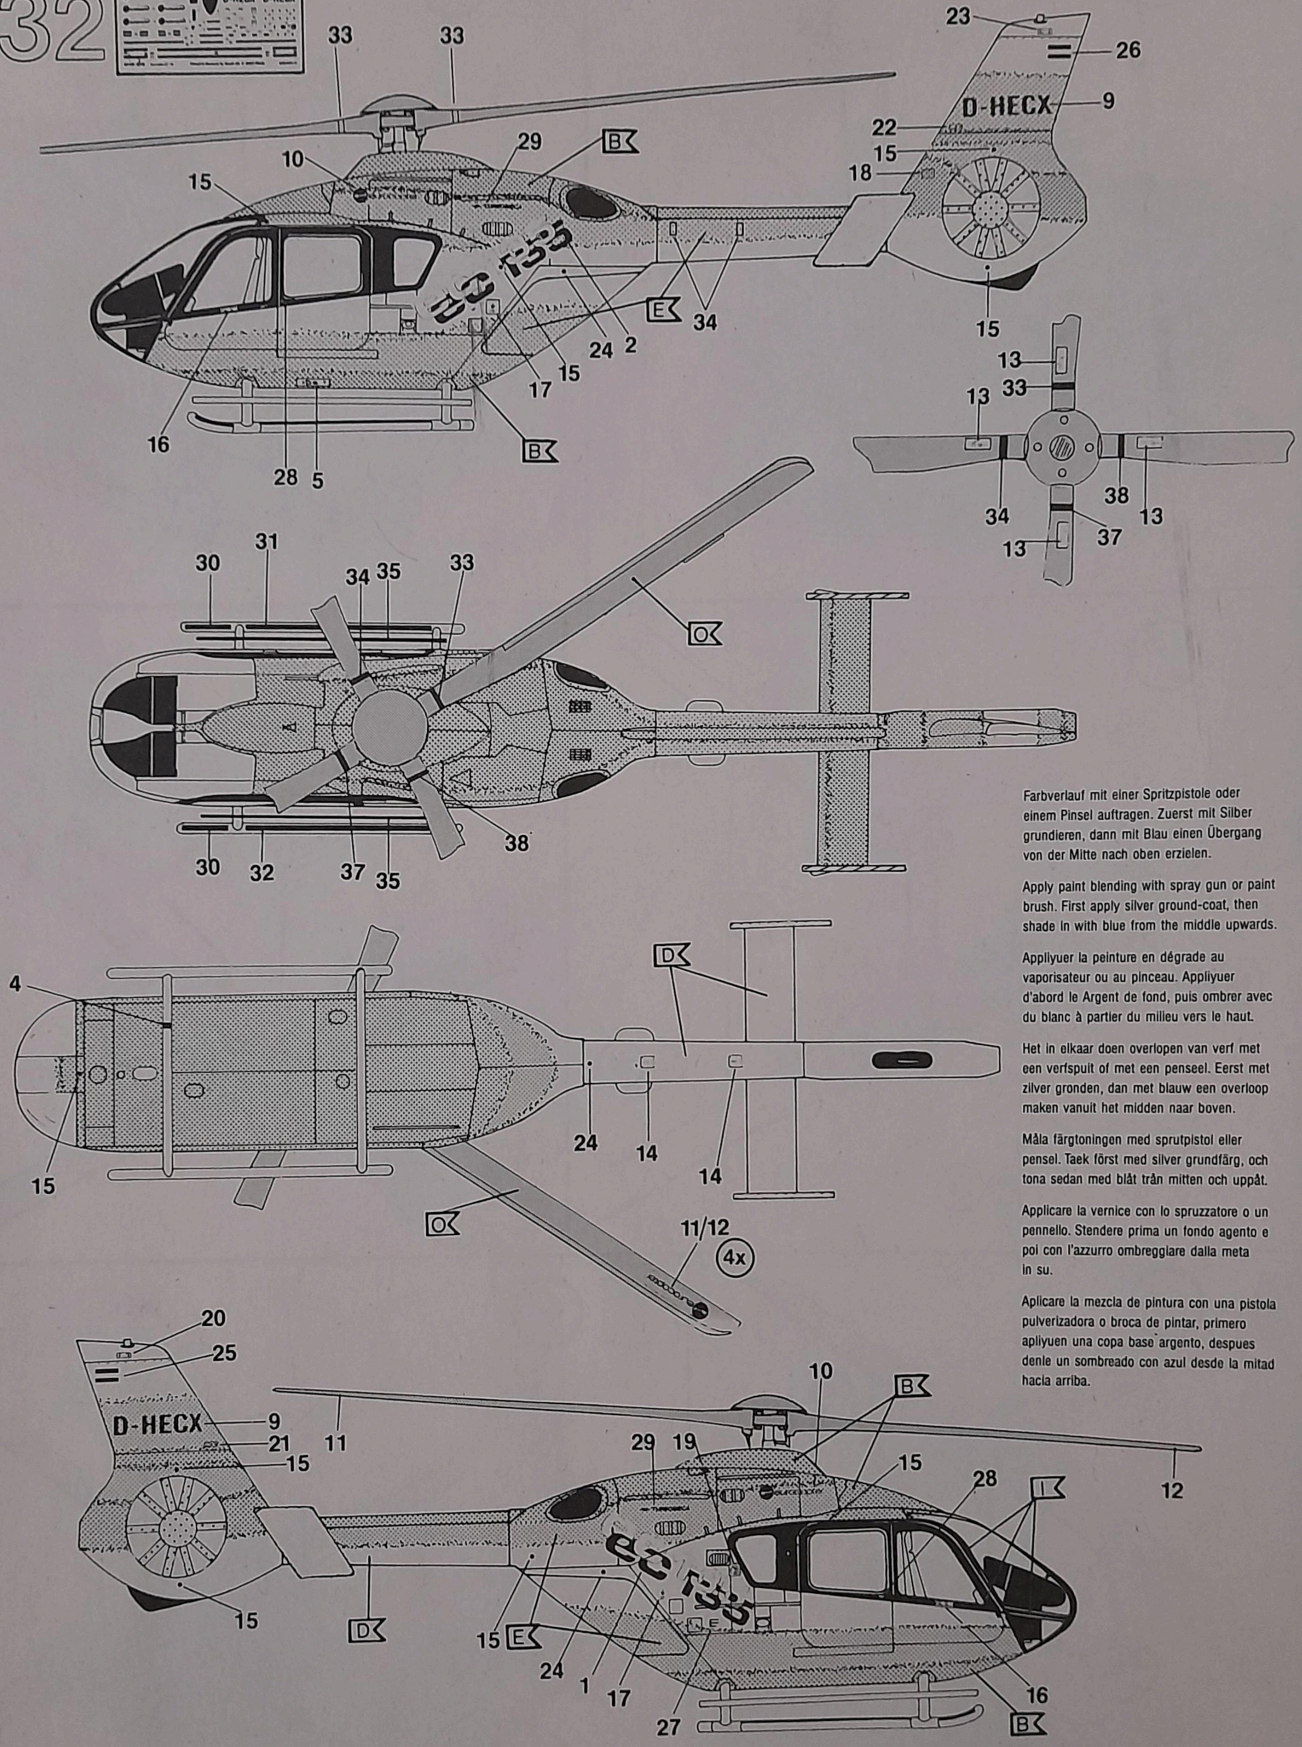 32
33
33
23
26
D-HECX
9
B
29
22
10
15
15
18
ec 135
E
34
2
24
15
15
17
13
33
13
16
B
28
5
34
38
13
37
13
31
30
34
35
33
O
38
30
32
37
35
Farbverlauf mit einer Spritzpistole oder
einem Pinsel auftragen. Zuerst mit Silber
grundieren, dann mit Blau einen Übergang
von der Mitte nach oben erzielen.
Apply paint blending with spray gun or paint
brush. First apply silver ground-coat, then
shade in with blue from the middle upwards.
Appliyuer la peinture en dégrade au
vaporisateur ou au pinceau. Appliyuer
d'abord le Argent de fond, puis ombrer avec
du blanc à partier du milieu vers le haut.
Het in elkaar doen overlopen van verf met
een verfspuit of met een penseel. Eerst met
zilver gronden, dan met blauw een overloop
maken vanuit het midden naar boven.
Måla färgtoningen med sprutpistol eller
pensel. Taek först med silver grundfärg, och
tona sedan med blåt trån mitten och uppåt.
Applicare la vernice con lo spruzzatore o un
pennello. Stendere prima un fondo agento e
poi con l'azzurro ombreggiare dalla meta
in su.
Aplicare la mezcla de pintura con una pistola
pulverizadora o broca de pintar, primero
apliyuen una copa base argento, despues
denle un sombreado con azul desde la mitad
hacia arriba.
D
4
24
14
14
15
O
11/12
4x
20
25
10
B
D-HECX
9
21
11
29
19
15
15
28
I
12
TURBOMECA
eurocopter
ec 135
15
D
15
E
24
1
17
27
16
B